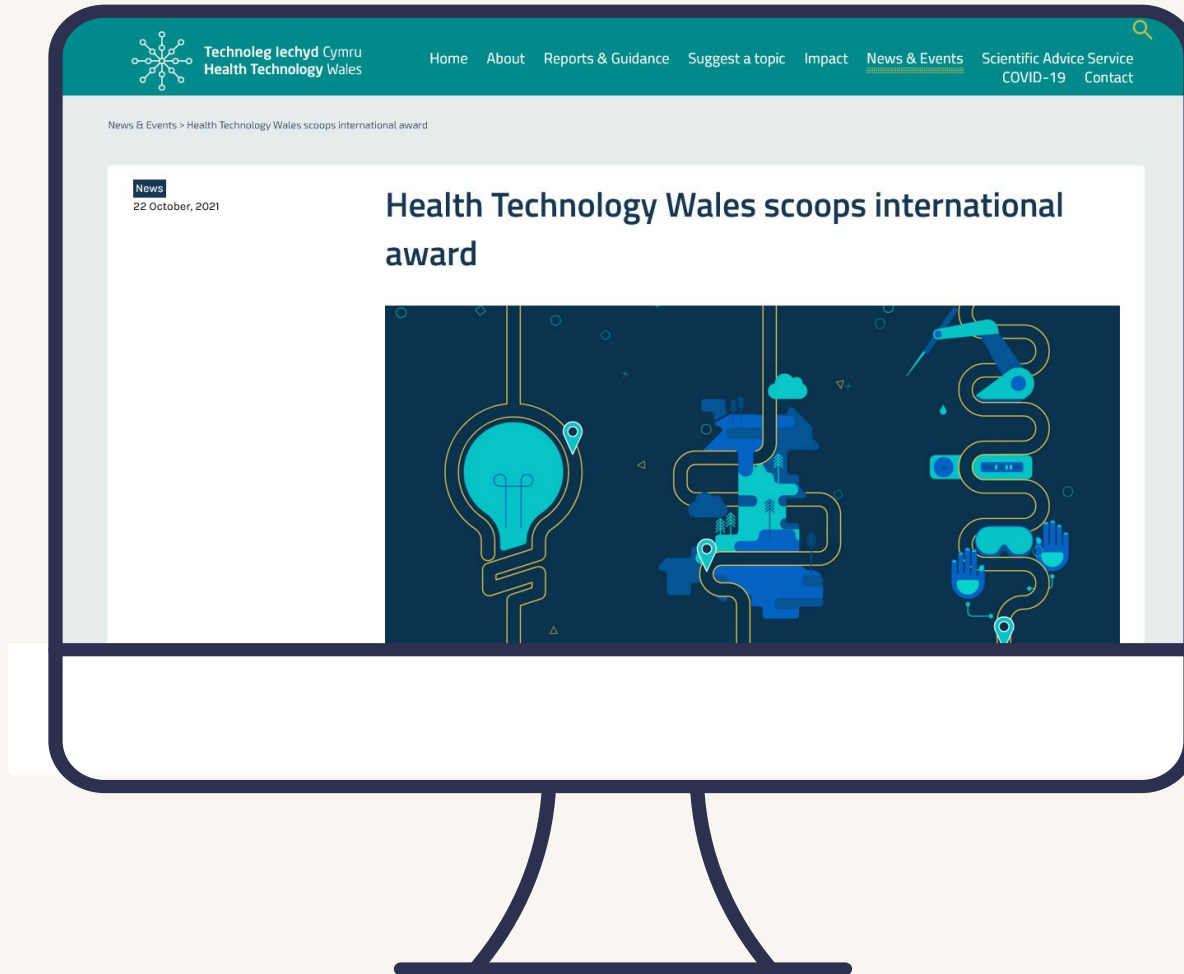 Technoleg Iechyd Cymru
Health Technology Wales
Home About Reports & Guidance Suggest a topic Impact News & Events Scientific Advice Service
COVID-19 Contact
News & Events > Health Technology Wales scoops international award
News
22 October, 2021
Health Technology Wales scoops international
award